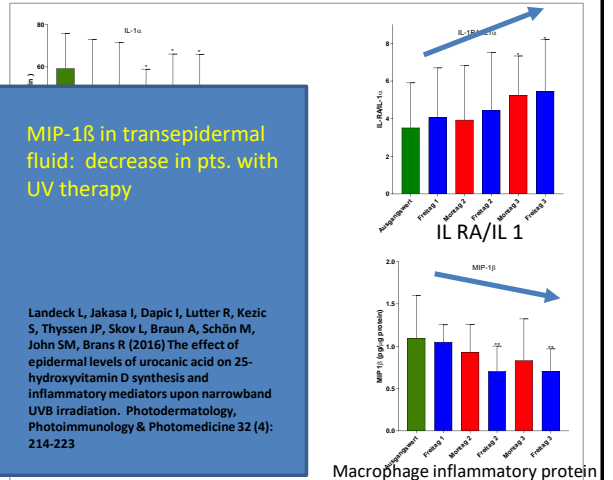 IL-1α
80
60
MIP-1ß in transepidermal
fluid: decrease in pts. with
UV therapy
Landeck L, Jakasa I, Dapic I, Lutter R, Kezic
S, Thyssen JP, Skov L, Braun A, Schön M,
John SM, Brans R (2016) The effect of
epidermal levels of urocanic acid on 25-
hydroxyvitamin D synthesis and
inflammatory mediators upon narrowband
UVB irradiation. Photodermatology,
Photoimmunology & Photomedicine 32 (4):
214-223
IL-1RA/IL-1α
IL-RA/IL-1α
8
6
4
2
0
*
*
Ausgangswert
Freitag 1
Montag 2
Freitag 2
Montag 3
Freitag 3
IL RA/IL 1
MIP-1β
MIP 1β (pg/µg protein)
2.0
1.5
1.0
0.5
0.0
**
**
Ausgangswert
Freitag 1
Montag 2
Freitag 2
Montag 3
Freitag 3
Macrophage inflammatory protein